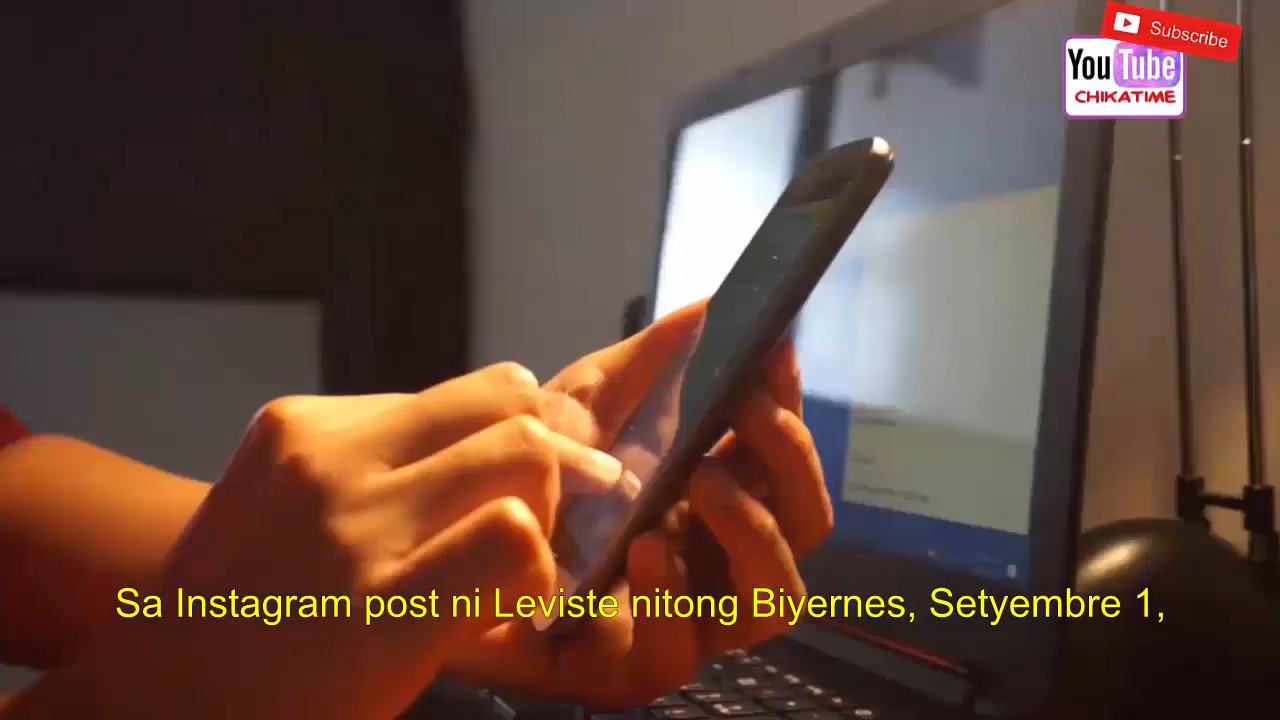 Subscribe
YouTube
CHIKATIME
Sa Instagram post ni Leviste nitong Biyernes, Setyembre 1,